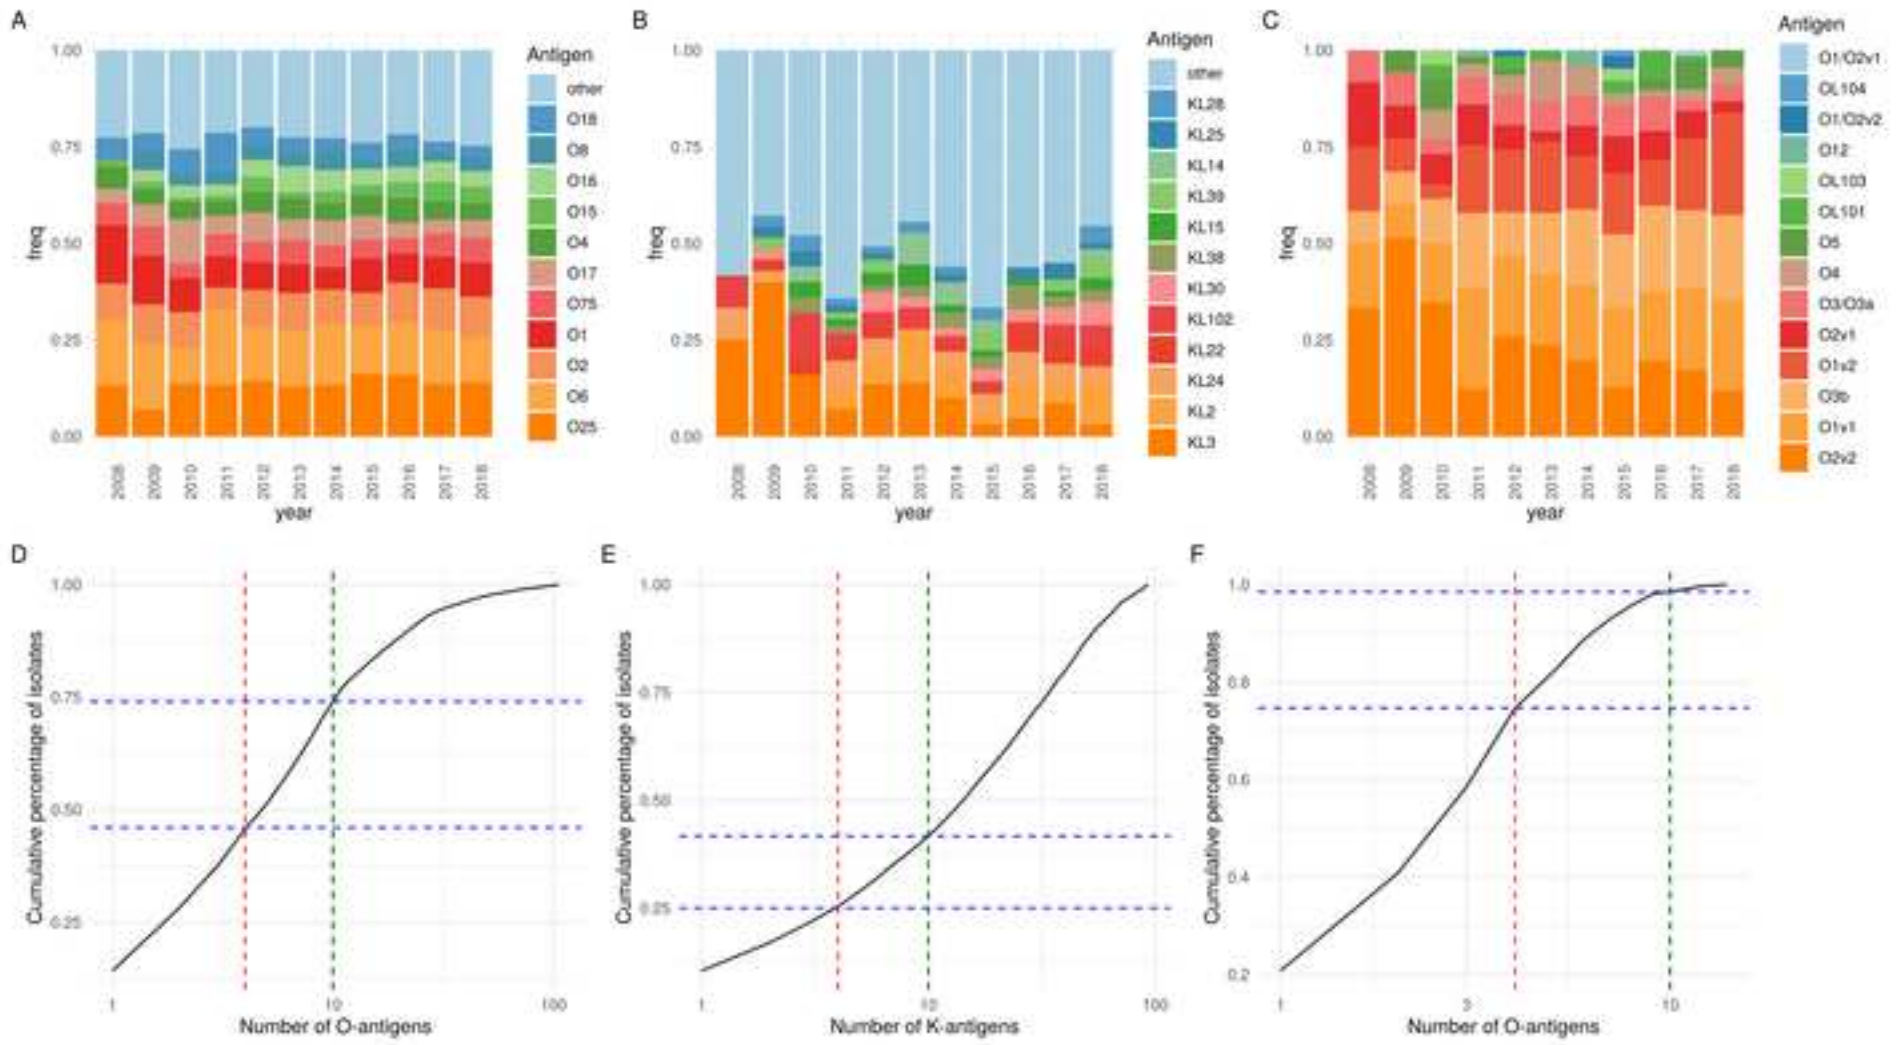 A
1.00
0.75
0.50
0.25
0.00
freq
2008
2009
2010
2011
2012
2013
2014
2015
2016
2017
2018
year
Antigen
other
O18
O8
O16
O15
O4
O17
O75
O1
O2
O6
O25
B
1.00
0.75
0.50
0.25
0.00
freq
2008
2009
2010
2011
2012
2013
2014
2015
2016
2017
2018
year
Antigen
other
KL28
KL25
KL14
KL39
KL15
KL38
KL30
KL102
KL22
KL24
KL2
KL3
C
1.00
0.75
0.50
0.25
0.00
freq
2008
2009
2010
2011
2012
2013
2014
2015
2016
2017
2018
year
Antigen
O1/O2v1
OL104
O1/O2v2
O12
OL103
OL101
O5
O4
O3/O3a
O2v1
O1v2
O3b
O1v1
O2v2
D
1.00
0.75
0.50
0.25
Cumulative percentage of isolates
1
10
100
Number of O-antigens
E
1.00
0.75
0.50
0.25
Cumulative percentage of isolates
1
10
100
Number of K-antigens
F
1.0
0.8
0.6
0.4
0.2
Cumulative percentage of isolates
1
3
10
Number of O-antigens